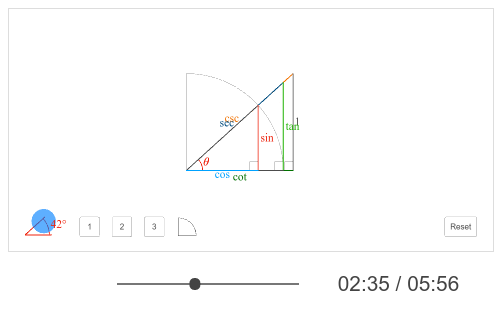 csc
sec
1
tan
sin
θ
cos
cot
42°
1
2
3
Reset
02:35 / 05:56